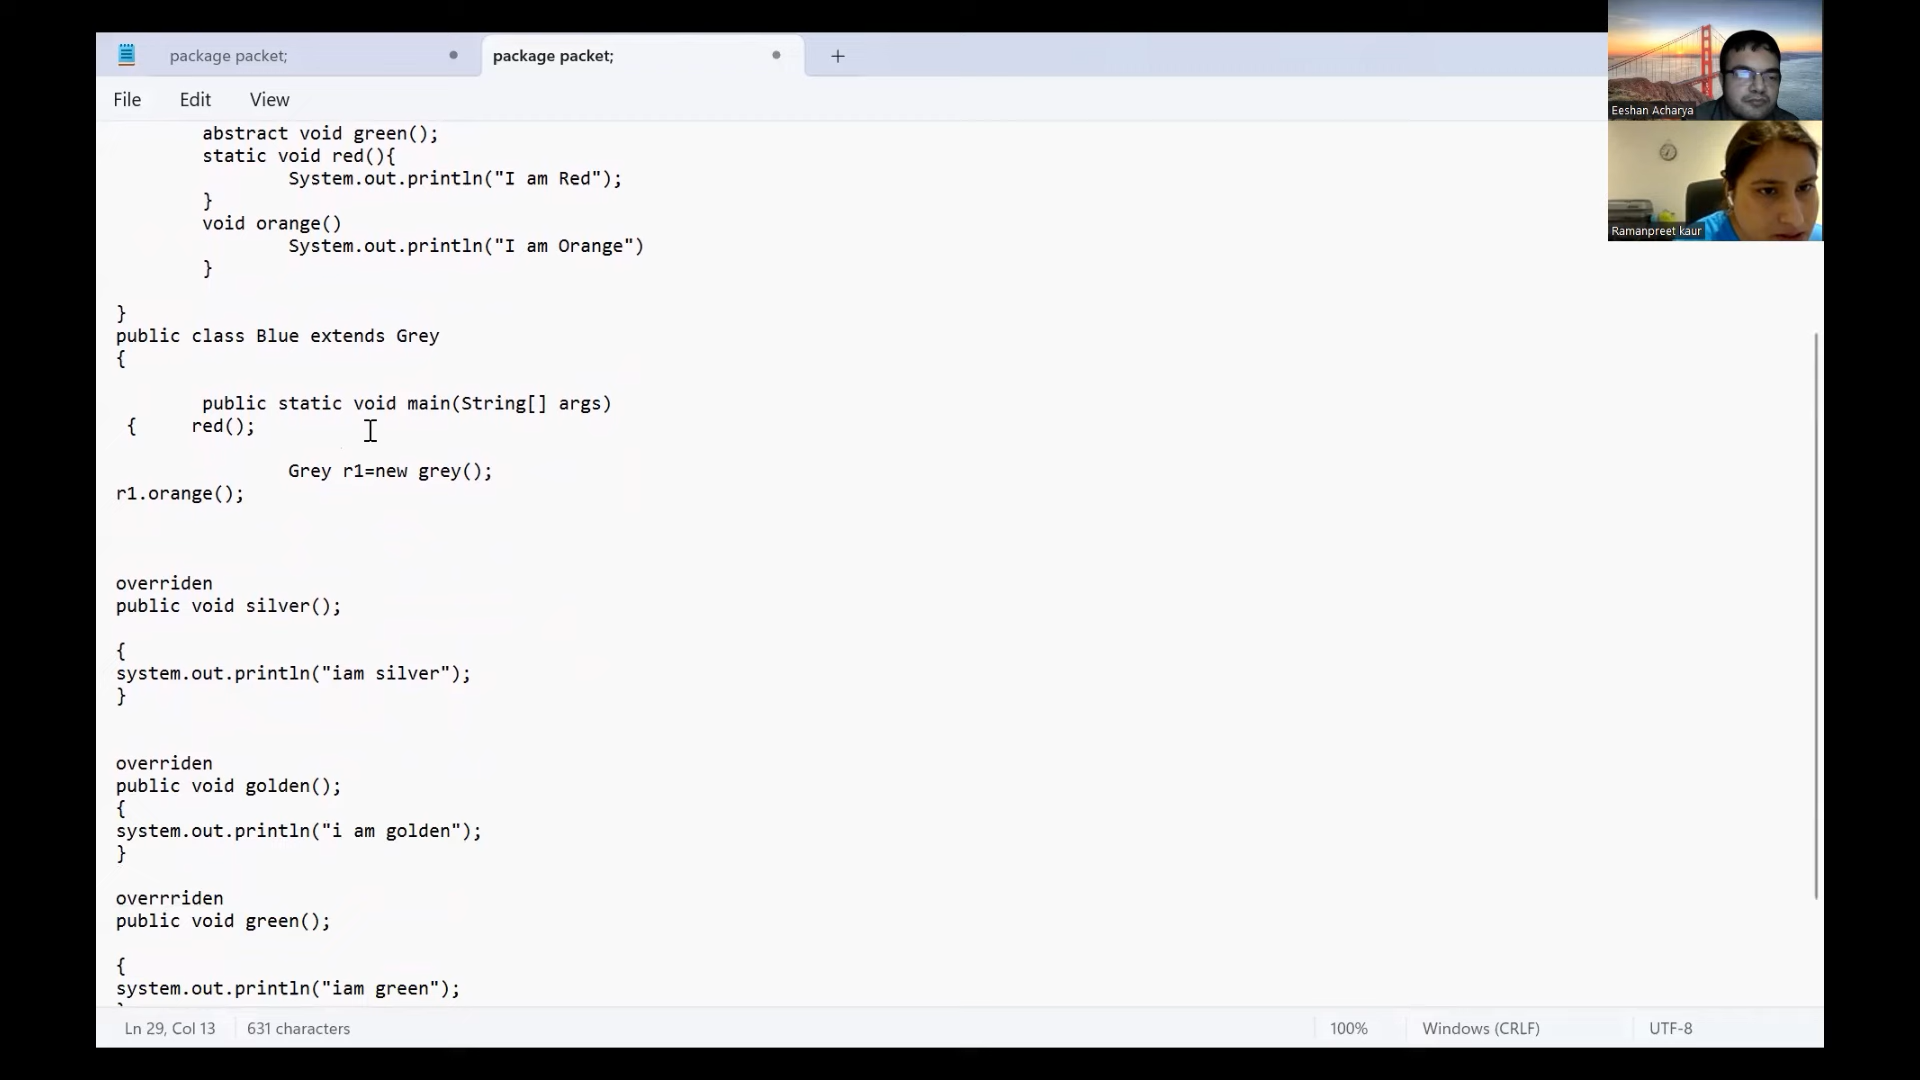 package packet;
package packet;
File Edit View
abstract void green();
static void red(){
System.out.println("I am Red");
}
void orange()
System.out.println("I am Orange")
}
}
public class Blue extends Grey
{
public static void main(String[] args)
{ red();
Grey r1=new grey();
r1.orange();
overriden
public void silver();
{
system.out.println("iam silver");
}
overriden
public void golden();
{
system.out.println("i am golden");
}
overrriden
public void green();
{
system.out.println("iam green");
Ln 29, Col 13 631 characters 100% Windows (CRLF) UTF-8
Eeshan Acharya
Ramanpreet kaur